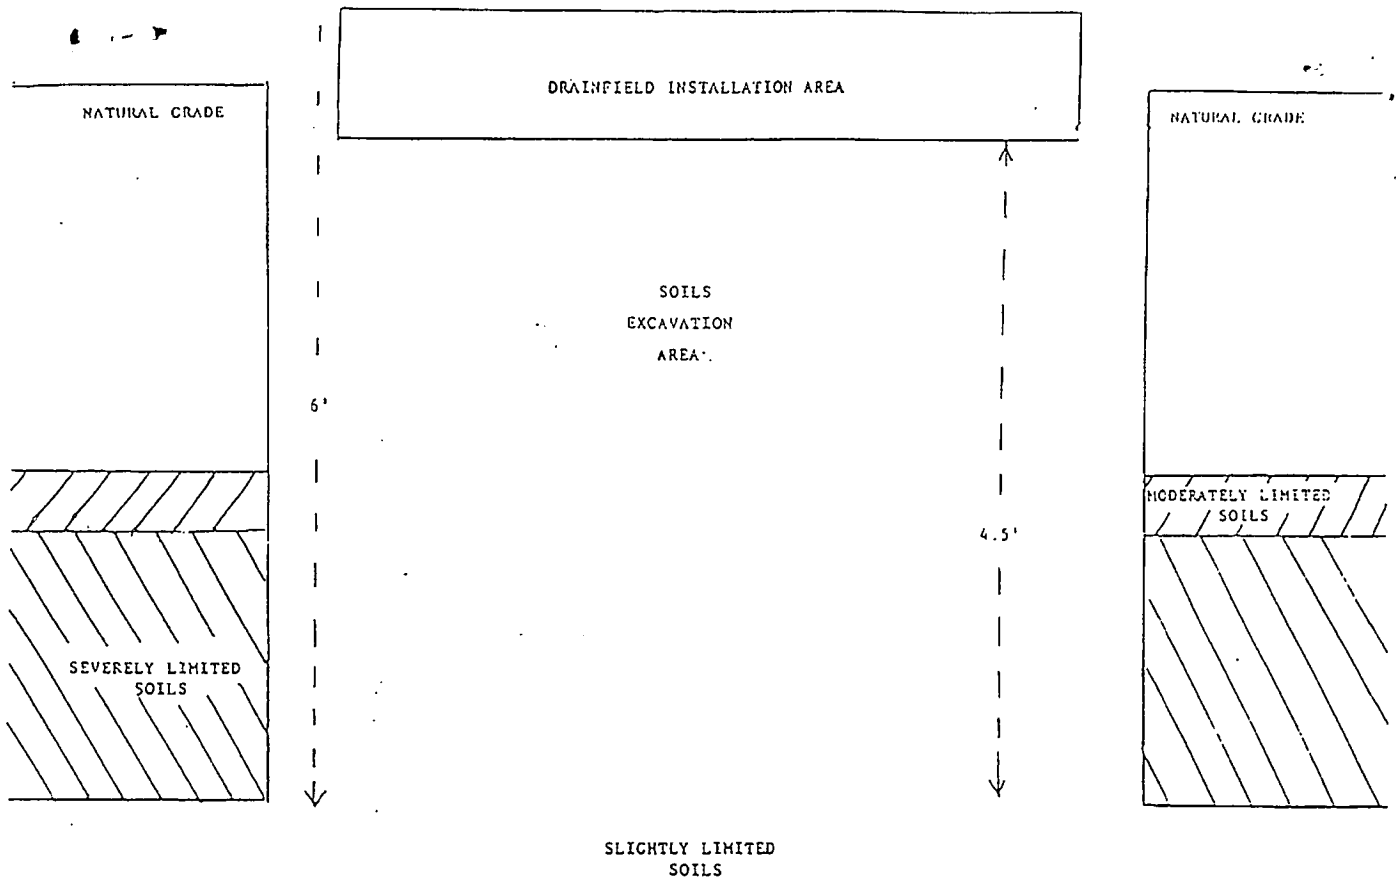 DRAINFIELD INSTALLATION AREA
NATURAL GRADE
NATURAL GRADE
SOILS
EXCAVATION
AREA
6'
MODERATELY LIMITED
SOILS
4.5'
SEVERELY LIMITED
SOILS
SLIGHTLY LIMITED
SOILS